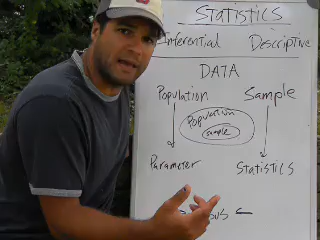 STATISTICS
Inferential Descriptive
DATA
Population Sample
Population
sample
Parameter STATISTICS